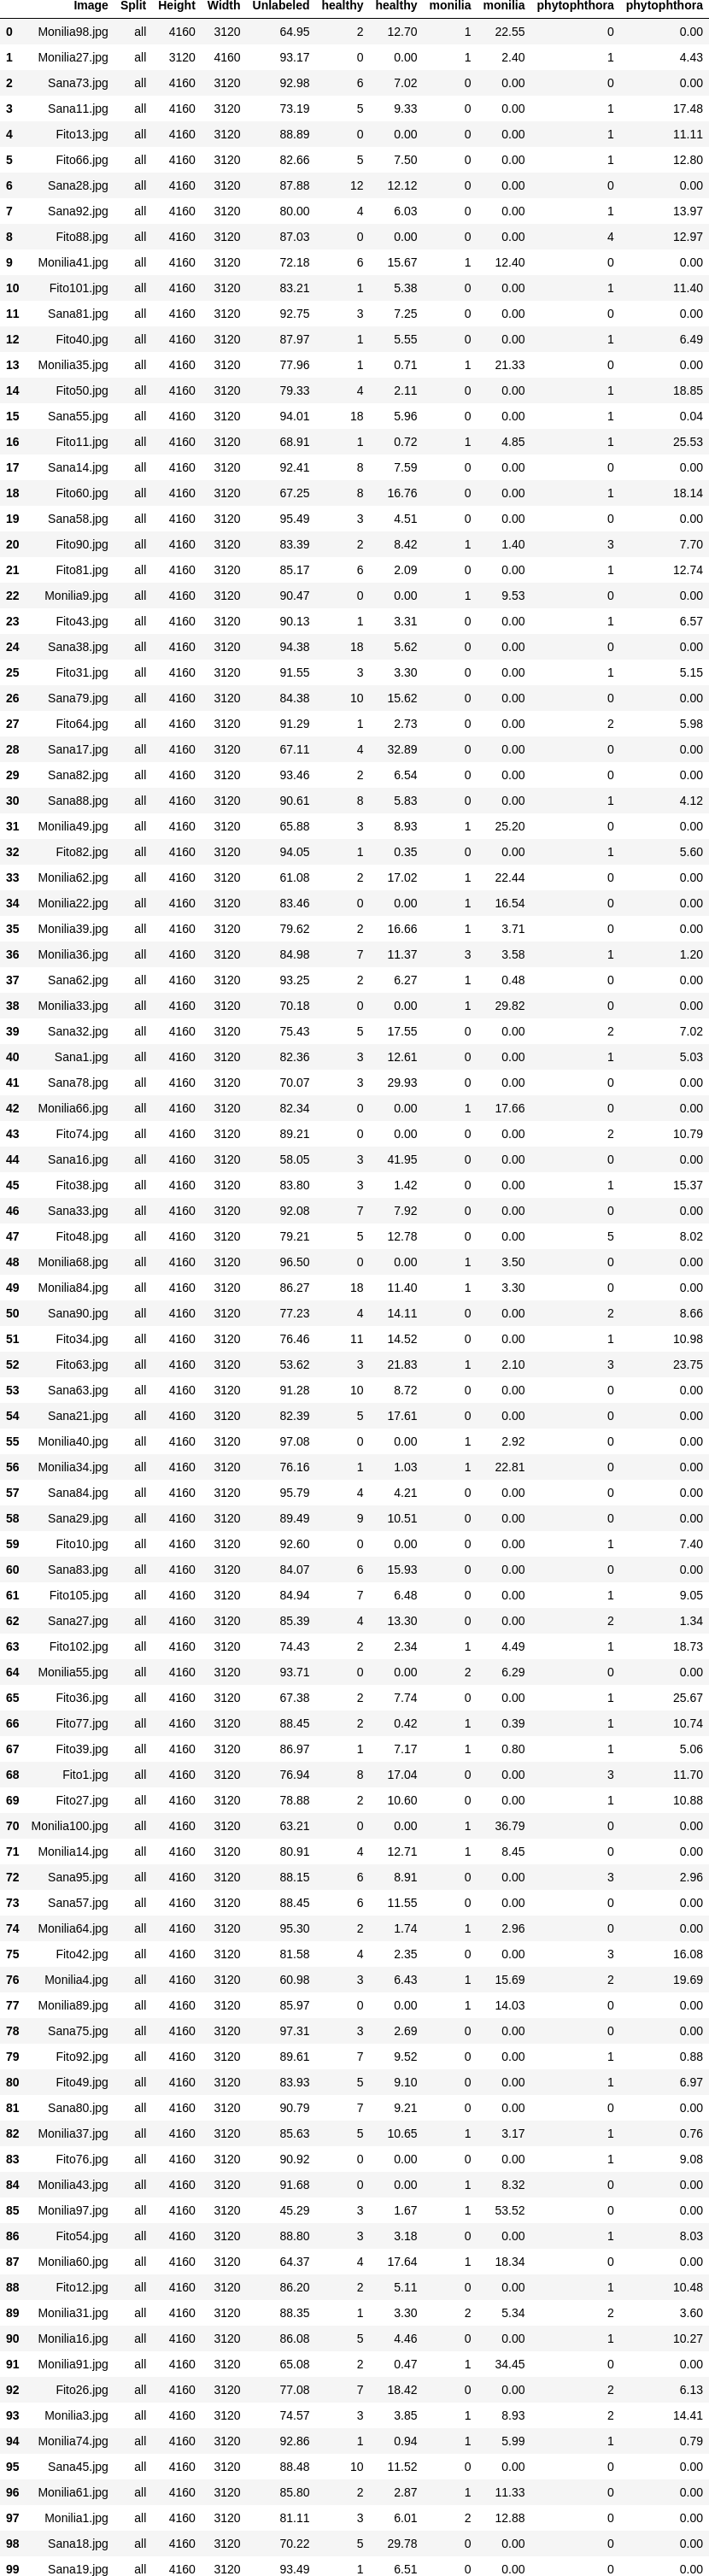 Image Split Height Width Unlabeled healthy healthy monilia monilia phytophthora phytophthora
0 Monilia98.jpg all 4160 3120 64.95 2 12.70 1 22.55 0 0.00
1 Monilia27.jpg all 3120 4160 93.17 0 0.00 1 2.40 1 4.43
2 Sana73.jpg all 4160 3120 92.98 6 7.02 0 0.00 0 0.00
3 Sana11.jpg all 4160 3120 73.19 5 9.33 0 0.00 1 17.48
4 Fito13.jpg all 4160 3120 88.89 0 0.00 0 0.00 1 11.11
5 Fito66.jpg all 4160 3120 82.66 5 7.50 0 0.00 1 12.80
6 Sana28.jpg all 4160 3120 87.88 12 12.12 0 0.00 0 0.00
7 Sana92.jpg all 4160 3120 80.00 4 6.03 0 0.00 1 13.97
8 Fito88.jpg all 4160 3120 87.03 0 0.00 0 0.00 4 12.97
9 Monilia41.jpg all 4160 3120 72.18 6 15.67 1 12.40 0 0.00
10 Fito101.jpg all 4160 3120 83.21 1 5.38 0 0.00 1 11.40
11 Sana81.jpg all 4160 3120 92.75 3 7.25 0 0.00 0 0.00
12 Fito40.jpg all 4160 3120 87.97 1 5.55 0 0.00 1 6.49
13 Monilia35.jpg all 4160 3120 77.96 1 0.71 1 21.33 0 0.00
14 Fito50.jpg all 4160 3120 79.33 4 2.11 0 0.00 1 18.85
15 Sana55.jpg all 4160 3120 94.01 18 5.96 0 0.00 1 0.04
16 Fito11.jpg all 4160 3120 68.91 1 0.72 1 4.85 1 25.53
17 Sana14.jpg all 4160 3120 92.41 8 7.59 0 0.00 0 0.00
18 Fito60.jpg all 4160 3120 67.25 8 16.76 0 0.00 1 18.14
19 Sana58.jpg all 4160 3120 95.49 3 4.51 0 0.00 0 0.00
20 Fito90.jpg all 4160 3120 83.39 2 8.42 1 1.40 3 7.70
21 Fito81.jpg all 4160 3120 85.17 6 2.09 0 0.00 1 12.74
22 Monilia9.jpg all 4160 3120 90.47 0 0.00 1 9.53 0 0.00
23 Fito43.jpg all 4160 3120 90.13 1 3.31 0 0.00 1 6.57
24 Sana38.jpg all 4160 3120 94.38 18 5.62 0 0.00 0 0.00
25 Fito31.jpg all 4160 3120 91.55 3 3.30 0 0.00 1 5.15
26 Sana79.jpg all 4160 3120 84.38 10 15.62 0 0.00 0 0.00
27 Fito64.jpg all 4160 3120 91.29 1 2.73 0 0.00 2 5.98
28 Sana17.jpg all 4160 3120 67.11 4 32.89 0 0.00 0 0.00
29 Sana82.jpg all 4160 3120 93.46 2 6.54 0 0.00 0 0.00
30 Sana88.jpg all 4160 3120 90.61 8 5.83 0 0.00 1 4.12
31 Monilia49.jpg all 4160 3120 65.88 3 8.93 1 25.20 0 0.00
32 Fito82.jpg all 4160 3120 94.05 1 0.35 0 0.00 1 5.60
33 Monilia62.jpg all 4160 3120 61.08 2 17.02 1 22.44 0 0.00
34 Monilia22.jpg all 4160 3120 83.46 0 0.00 1 16.54 0 0.00
35 Monilia39.jpg all 4160 3120 79.62 2 16.66 1 3.71 0 0.00
36 Monilia36.jpg all 4160 3120 84.98 7 11.37 3 3.58 1 1.20
37 Sana62.jpg all 4160 3120 93.25 2 6.27 1 0.48 0 0.00
38 Monilia33.jpg all 4160 3120 70.18 0 0.00 1 29.82 0 0.00
39 Sana32.jpg all 4160 3120 75.43 5 17.55 0 0.00 2 7.02
40 Sana1.jpg all 4160 3120 82.36 3 12.61 0 0.00 1 5.03
41 Sana78.jpg all 4160 3120 70.07 3 29.93 0 0.00 0 0.00
42 Monilia66.jpg all 4160 3120 82.34 0 0.00 1 17.66 0 0.00
43 Fito74.jpg all 4160 3120 89.21 0 0.00 0 0.00 2 10.79
44 Sana16.jpg all 4160 3120 58.05 3 41.95 0 0.00 0 0.00
45 Fito38.jpg all 4160 3120 83.80 3 1.42 0 0.00 1 15.37
46 Sana33.jpg all 4160 3120 92.08 7 7.92 0 0.00 0 0.00
47 Fito48.jpg all 4160 3120 79.21 5 12.78 0 0.00 5 8.02
48 Monilia68.jpg all 4160 3120 96.50 0 0.00 1 3.50 0 0.00
49 Monilia84.jpg all 4160 3120 86.27 18 11.40 1 3.30 0 0.00
50 Sana90.jpg all 4160 3120 77.23 4 14.11 0 0.00 2 8.66
51 Fito34.jpg all 4160 3120 76.46 11 14.52 0 0.00 1 10.98
52 Fito63.jpg all 4160 3120 53.62 3 21.83 1 2.10 3 23.75
53 Sana63.jpg all 4160 3120 91.28 10 8.72 0 0.00 0 0.00
54 Sana21.jpg all 4160 3120 82.39 5 17.61 0 0.00 0 0.00
55 Monilia40.jpg all 4160 3120 97.08 0 0.00 1 2.92 0 0.00
56 Monilia34.jpg all 4160 3120 76.16 1 1.03 1 22.81 0 0.00
57 Sana84.jpg all 4160 3120 95.79 4 4.21 0 0.00 0 0.00
58 Sana29.jpg all 4160 3120 89.49 9 10.51 0 0.00 0 0.00
59 Fito10.jpg all 4160 3120 92.60 0 0.00 0 0.00 1 7.40
60 Sana83.jpg all 4160 3120 84.07 6 15.93 0 0.00 0 0.00
61 Fito105.jpg all 4160 3120 84.94 7 6.48 0 0.00 1 9.05
62 Sana27.jpg all 4160 3120 85.39 4 13.30 0 0.00 2 1.34
63 Fito102.jpg all 4160 3120 74.43 2 2.34 1 4.49 1 18.73
64 Monilia55.jpg all 4160 3120 93.71 0 0.00 2 6.29 0 0.00
65 Fito36.jpg all 4160 3120 67.38 2 7.74 0 0.00 1 25.67
66 Fito77.jpg all 4160 3120 88.45 2 0.42 1 0.39 1 10.74
67 Fito39.jpg all 4160 3120 86.97 1 7.17 1 0.80 1 5.06
68 Fito1.jpg all 4160 3120 76.94 8 17.04 0 0.00 3 11.70
69 Fito27.jpg all 4160 3120 78.88 2 10.60 0 0.00 1 10.88
70 Monilia100.jpg all 4160 3120 63.21 0 0.00 1 36.79 0 0.00
71 Monilia14.jpg all 4160 3120 80.91 4 12.71 1 8.45 0 0.00
72 Sana95.jpg all 4160 3120 88.15 6 8.91 0 0.00 3 2.96
73 Sana57.jpg all 4160 3120 88.45 6 11.55 0 0.00 0 0.00
74 Monilia64.jpg all 4160 3120 95.30 2 1.74 1 2.96 0 0.00
75 Fito42.jpg all 4160 3120 81.58 4 2.35 0 0.00 3 16.08
76 Monilia4.jpg all 4160 3120 60.98 3 6.43 1 15.69 2 19.69
77 Monilia89.jpg all 4160 3120 85.97 0 0.00 1 14.03 0 0.00
78 Sana75.jpg all 4160 3120 97.31 3 2.69 0 0.00 0 0.00
79 Fito92.jpg all 4160 3120 89.61 7 9.52 0 0.00 1 0.88
80 Fito49.jpg all 4160 3120 83.93 5 9.10 0 0.00 1 6.97
81 Sana80.jpg all 4160 3120 90.79 7 9.21 0 0.00 0 0.00
82 Monilia37.jpg all 4160 3120 85.63 5 10.65 1 3.17 1 0.76
83 Fito76.jpg all 4160 3120 90.92 0 0.00 0 0.00 1 9.08
84 Monilia43.jpg all 4160 3120 91.68 0 0.00 1 8.32 0 0.00
85 Monilia97.jpg all 4160 3120 45.29 3 1.67 1 53.52 0 0.00
86 Fito54.jpg all 4160 3120 88.80 3 3.18 0 0.00 1 8.03
87 Monilia60.jpg all 4160 3120 64.37 4 17.64 1 18.34 0 0.00
88 Fito12.jpg all 4160 3120 86.20 2 5.11 0 0.00 1 10.48
89 Monilia31.jpg all 4160 3120 88.35 1 3.30 2 5.34 2 3.60
90 Monilia16.jpg all 4160 3120 86.08 5 4.46 0 0.00 1 10.27
91 Monilia91.jpg all 4160 3120 65.08 2 0.47 1 34.45 0 0.00
92 Fito26.jpg all 4160 3120 77.08 7 18.42 0 0.00 2 6.13
93 Monilia3.jpg all 4160 3120 74.57 3 3.85 1 8.93 2 14.41
94 Monilia74.jpg all 4160 3120 92.86 1 0.94 1 5.99 1 0.79
95 Sana45.jpg all 4160 3120 88.48 10 11.52 0 0.00 0 0.00
96 Monilia61.jpg all 4160 3120 85.80 2 2.87 1 11.33 0 0.00
97 Monilia1.jpg all 4160 3120 81.11 3 6.01 2 12.88 0 0.00
98 Sana18.jpg all 4160 3120 70.22 5 29.78 0 0.00 0 0.00
99 Sana19.jpg all 4160 3120 93.49 1 6.51 0 0.00 0 0.00